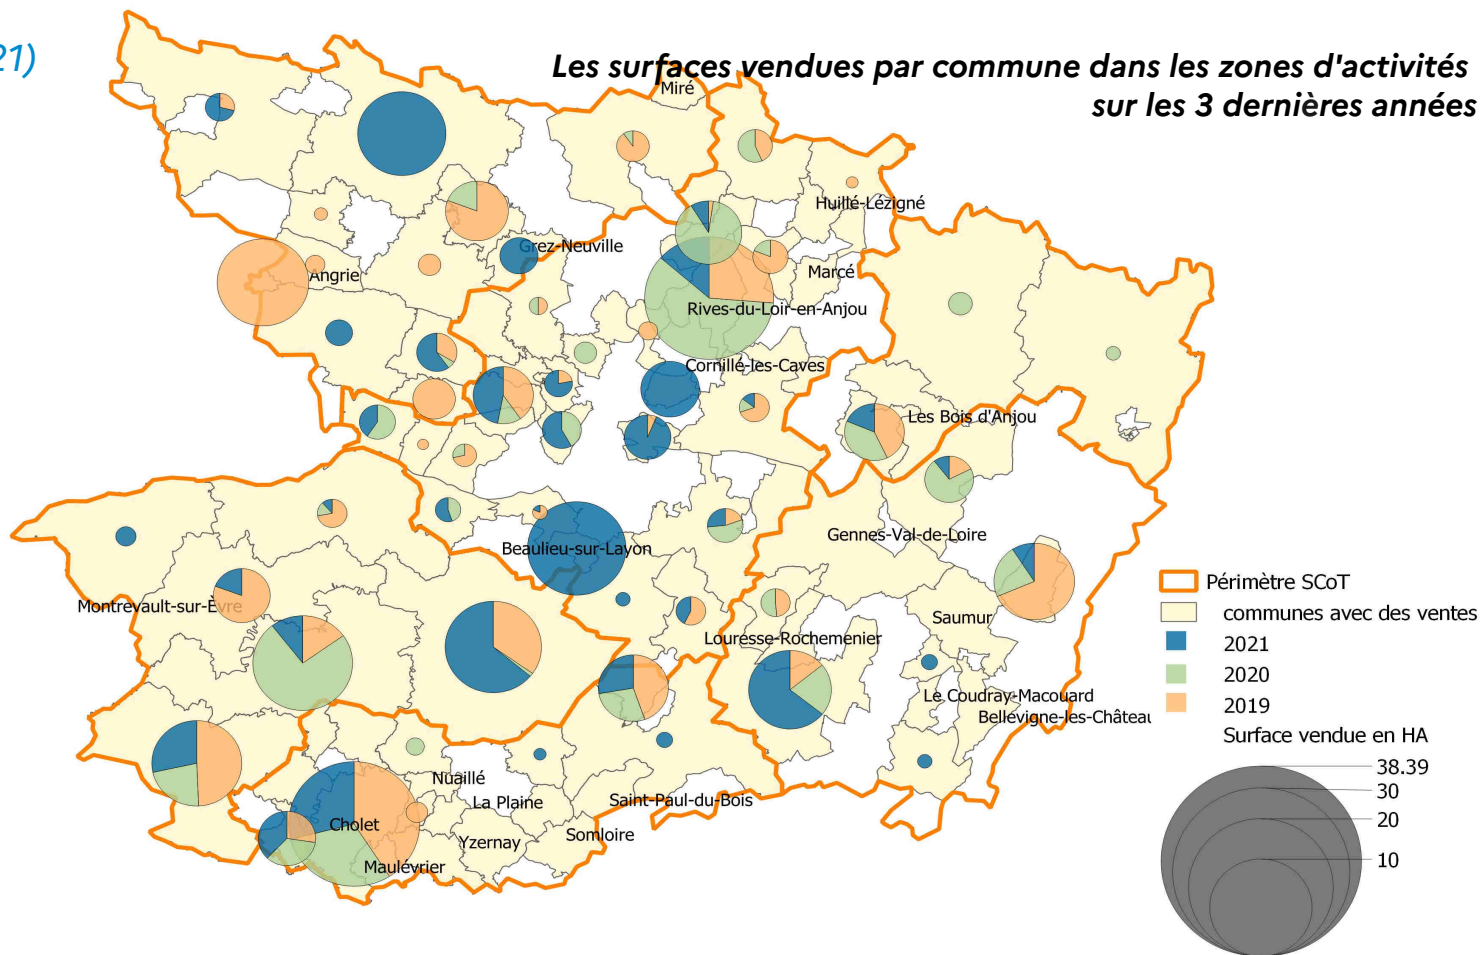 21)
Les surfaces vendues par commune dans les zones d'activités
sur les 3 dernières années
Miré
Huillé-Lézigné
Grez-Neuville
Marcé
Angrie
Rives-du-Loir-en-Anjou
Cornillé-les-Caves
Les Bois d'Anjou
Gennes-Val-de-Loire
Beaulieu-sur-Layon
Montrevault-sur-Èvre
Saumur
Louresse-Rochemenier
Le Coudray-Macouard
Bellevigne-les-Châteu
Nuaillé
La Plaine
Saint-Paul-du-Bois
Cholet
Yzernay
Somloire
Maulévrier
Périmètre SCoT
communes avec des ventes
2021
2020
2019
Surface vendue en HA
38.39
30
20
10